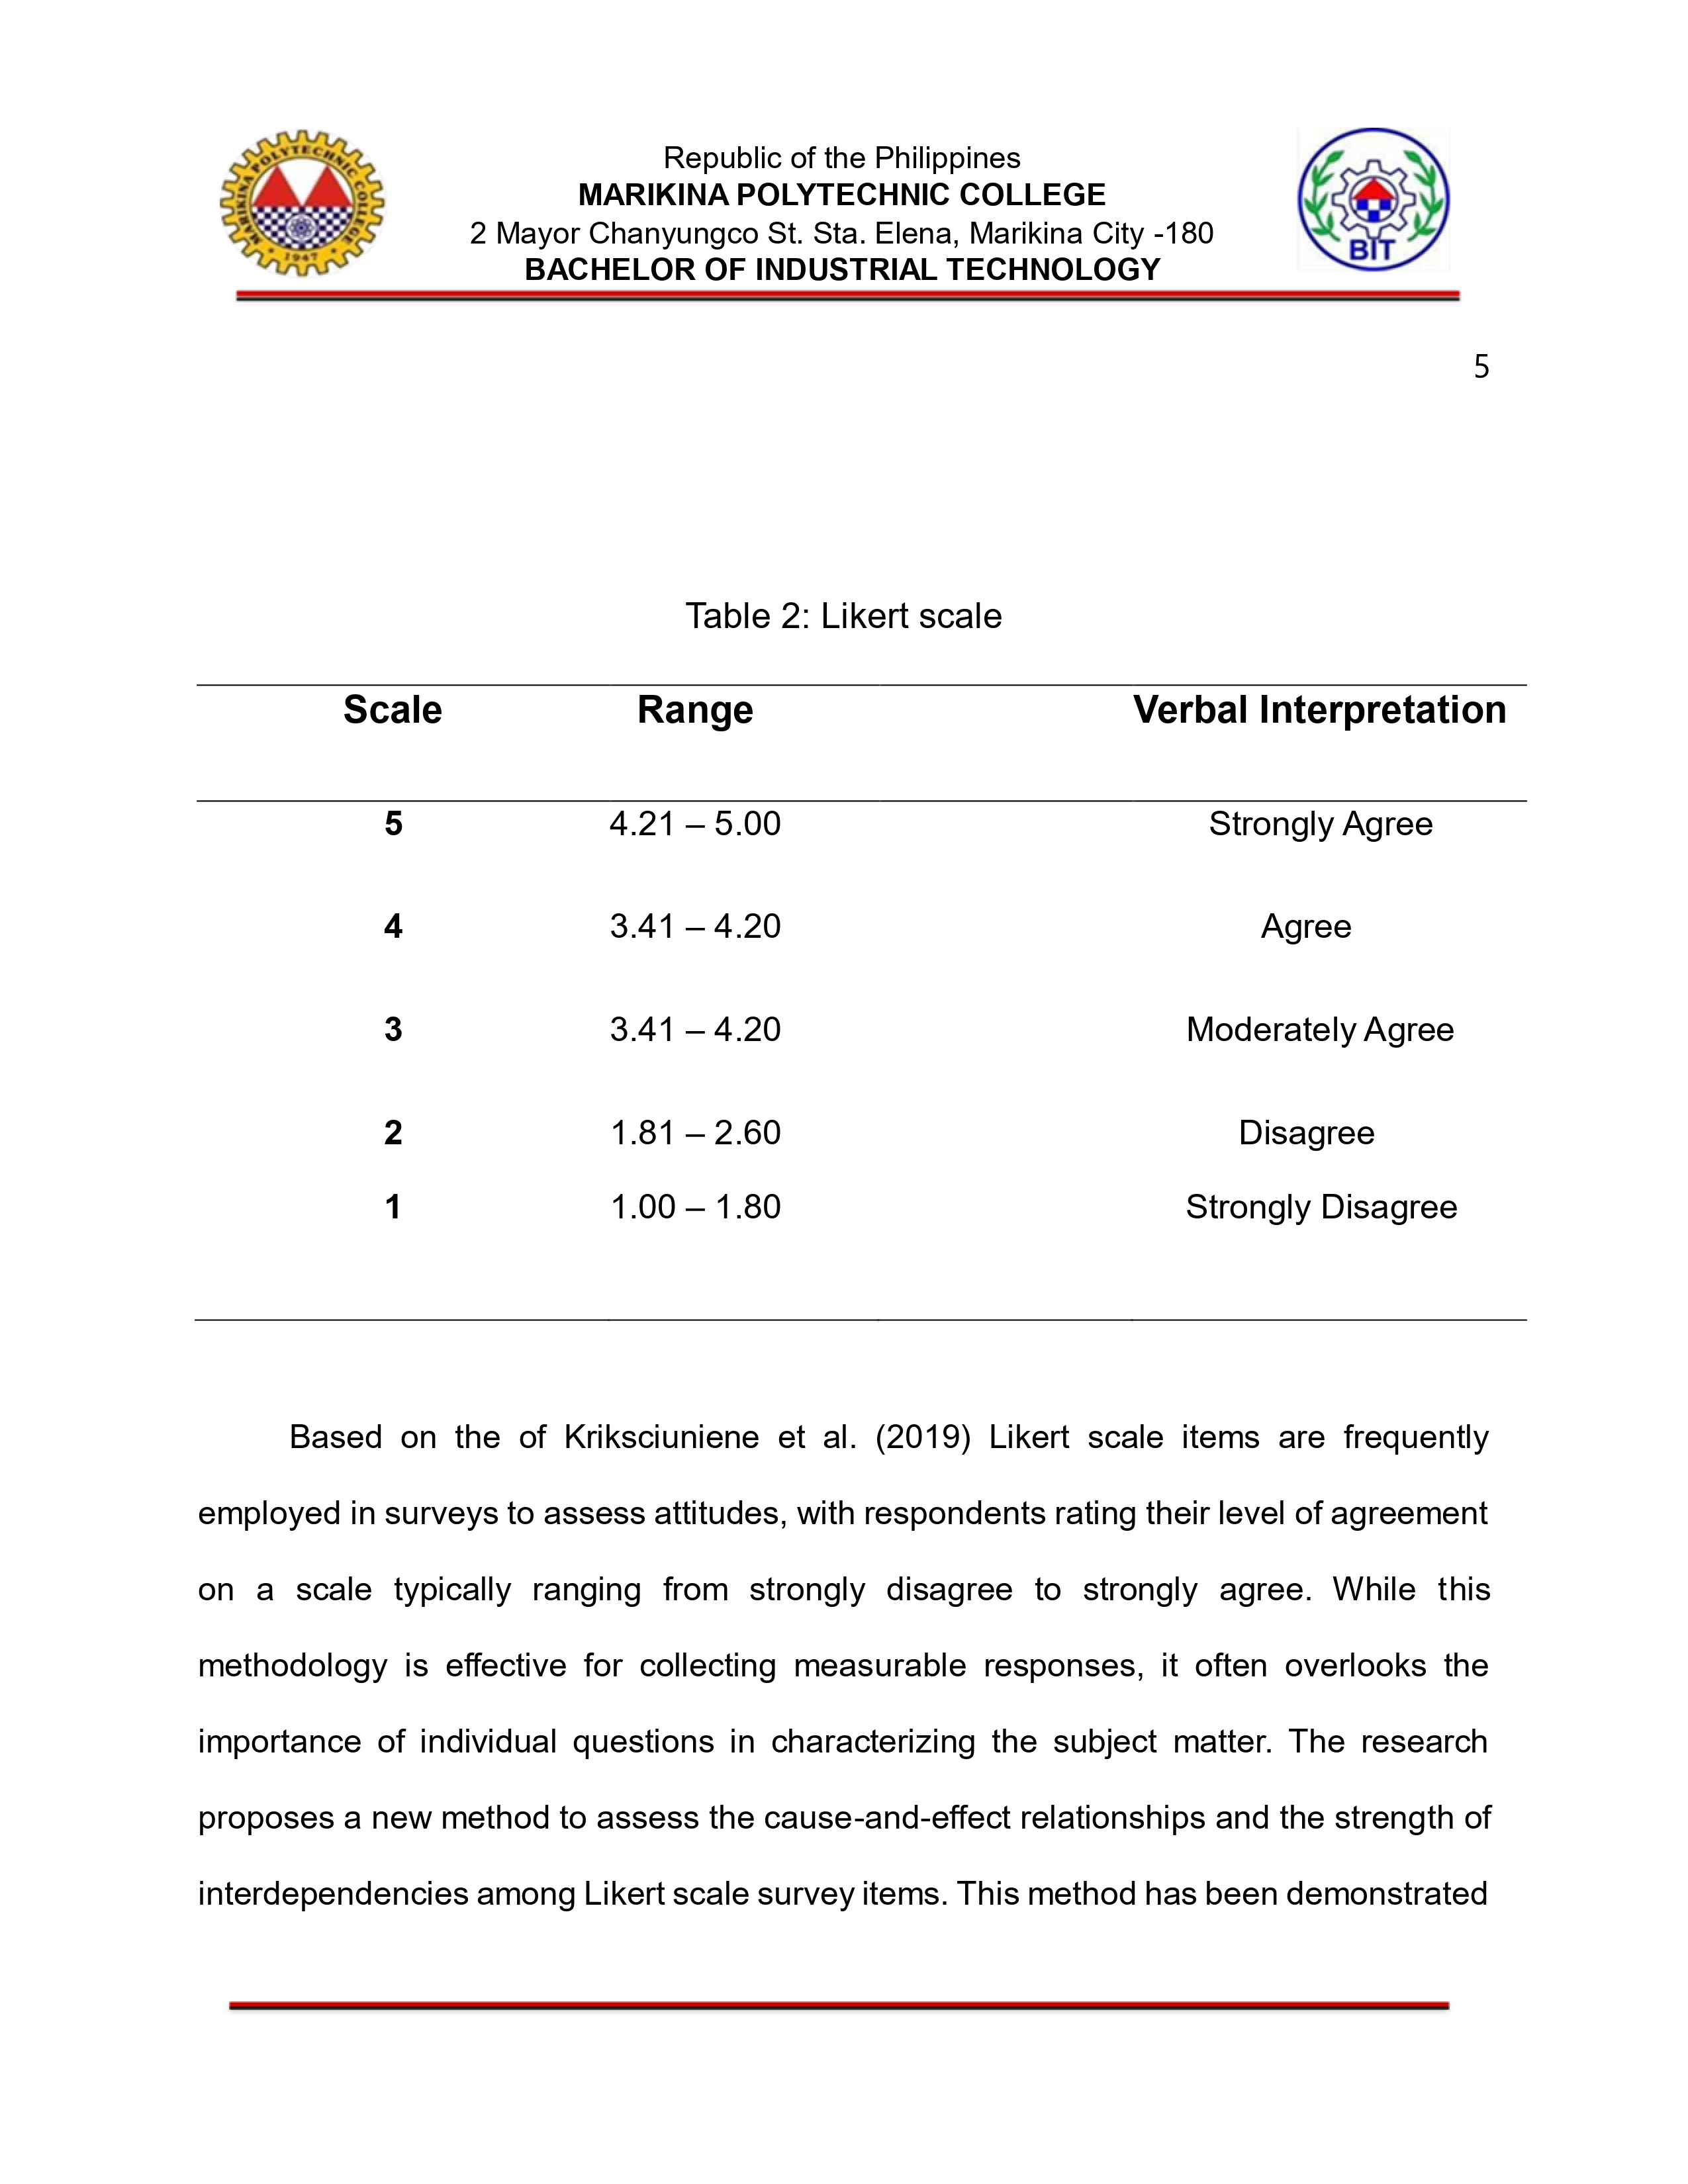 MARIKINA POLYTECHNIC COLLEGE
1947
Republic of the Philippines
MARIKINA POLYTECHNIC COLLEGE
2 Mayor Chanyungco St. Sta. Elena, Marikina City -180
BACHELOR OF INDUSTRIAL TECHNOLOGY
BIT
5
Table 2: Likert scale
Scale Range Verbal Interpretation
5 4.21 – 5.00 Strongly Agree
4 3.41 – 4.20 Agree
3 3.41 – 4.20 Moderately Agree
2 1.81 – 2.60 Disagree
1 1.00 – 1.80 Strongly Disagree
Based on the of Kriksciuniene et al. (2019) Likert scale items are frequently
employed in surveys to assess attitudes, with respondents rating their level of agreement
on a scale typically ranging from strongly disagree to strongly agree. While this
methodology is effective for collecting measurable responses, it often overlooks the
importance of individual questions in characterizing the subject matter. The research
proposes a new method to assess the cause-and-effect relationships and the strength of
interdependencies among Likert scale survey items. This method has been demonstrated